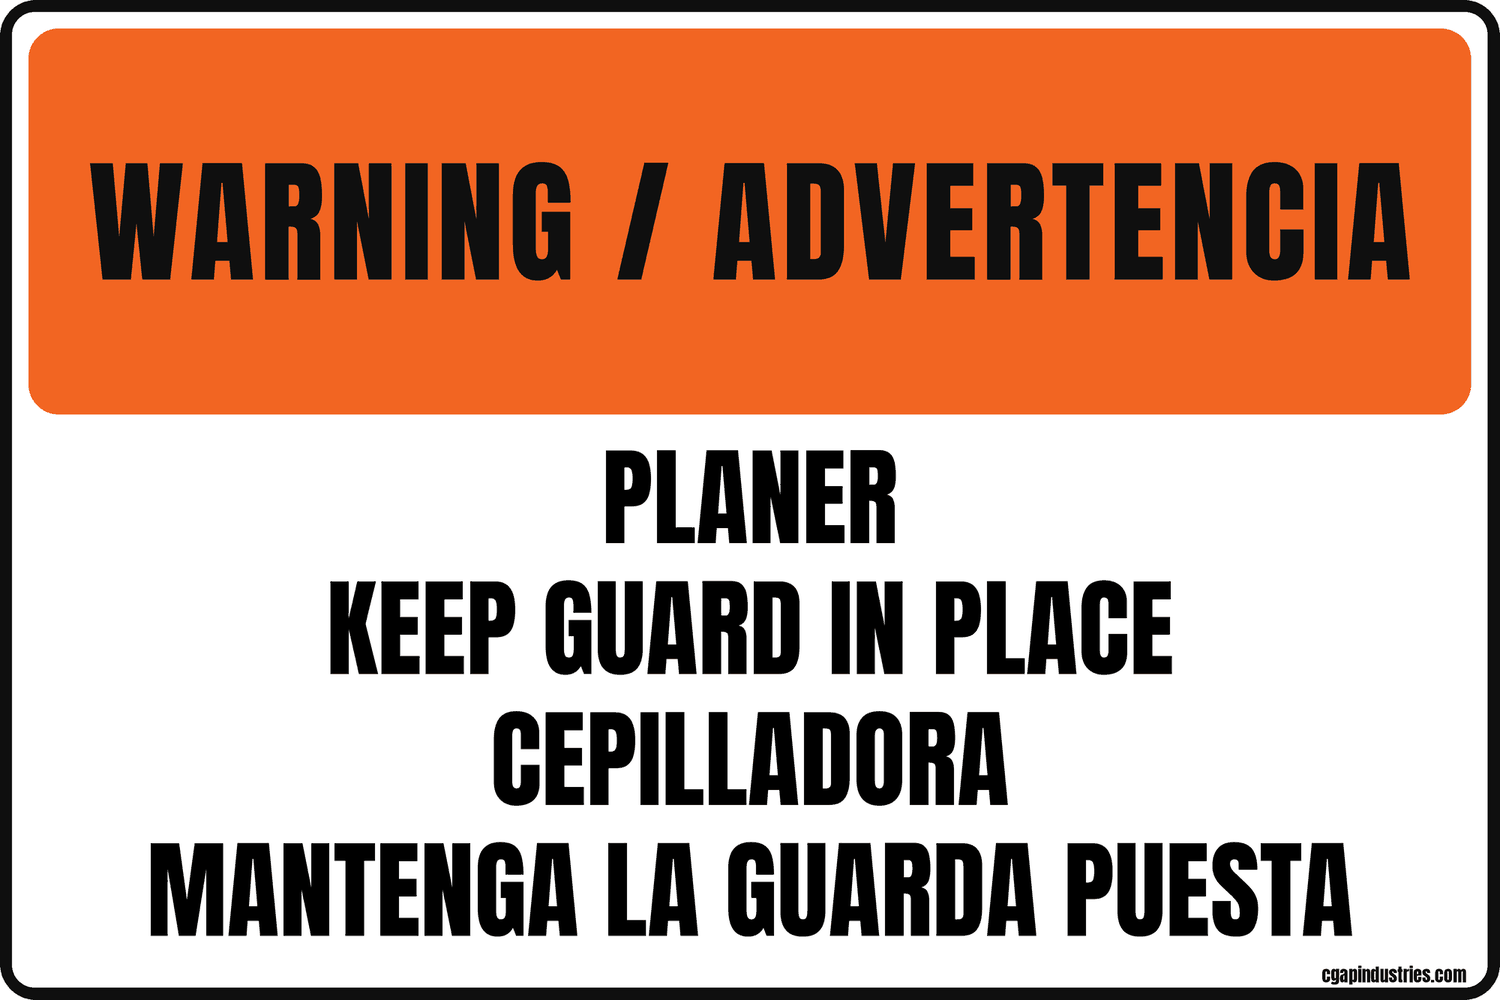 WARNING / ADVERTENCIA
PLANER
KEEP GUARD IN PLACE
CEPILLADORA
MANTENGA LA GUARDA PUESTA
cgapindustries.com